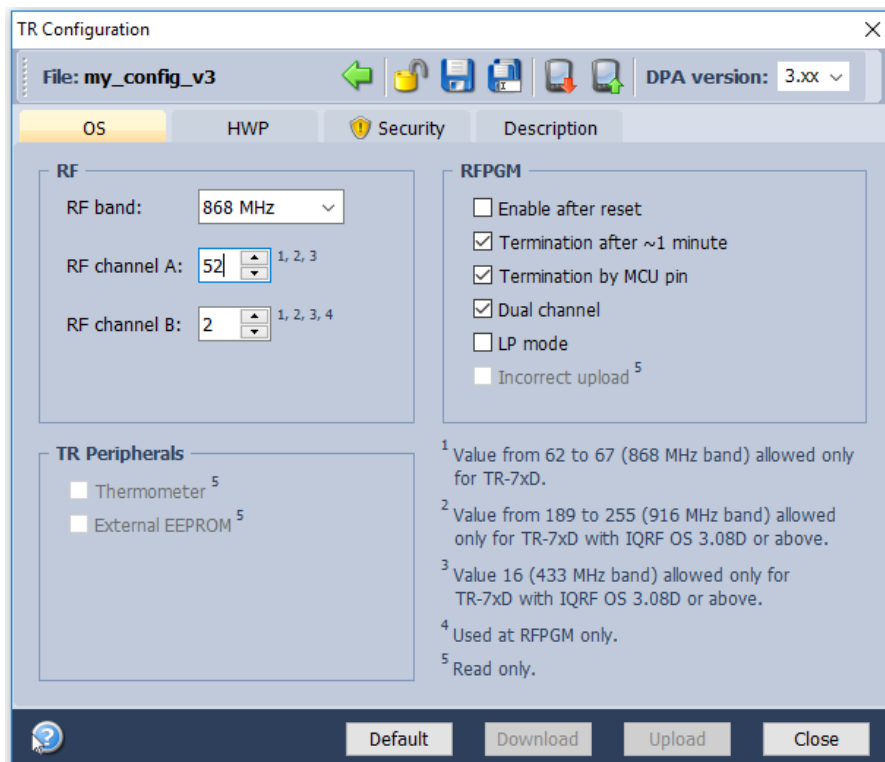 TR Configuration
File: my_config_v3
DPA version: 3.xx
OS
HWP
Security
Description
RF
RF band: 868 MHz
RF channel A: 52 1, 2, 3
RF channel B: 2 1, 2, 3, 4
RFPGM
Enable after reset
Termination after ~1 minute
Termination by MCU pin
Dual channel
LP mode
Incorrect upload 5
TR Peripherals
Thermometer 5
External EEPROM 5
1 Value from 62 to 67 (868 MHz band) allowed only
for TR-7xD.
2 Value from 189 to 255 (916 MHz band) allowed
only for TR-7xD with IQRF OS 3.08D or above.
3 Value 16 (433 MHz band) allowed only for
TR-7xD with IQRF OS 3.08D or above.
4 Used at RFPGM only.
5 Read only.
Default
Download
Upload
Close